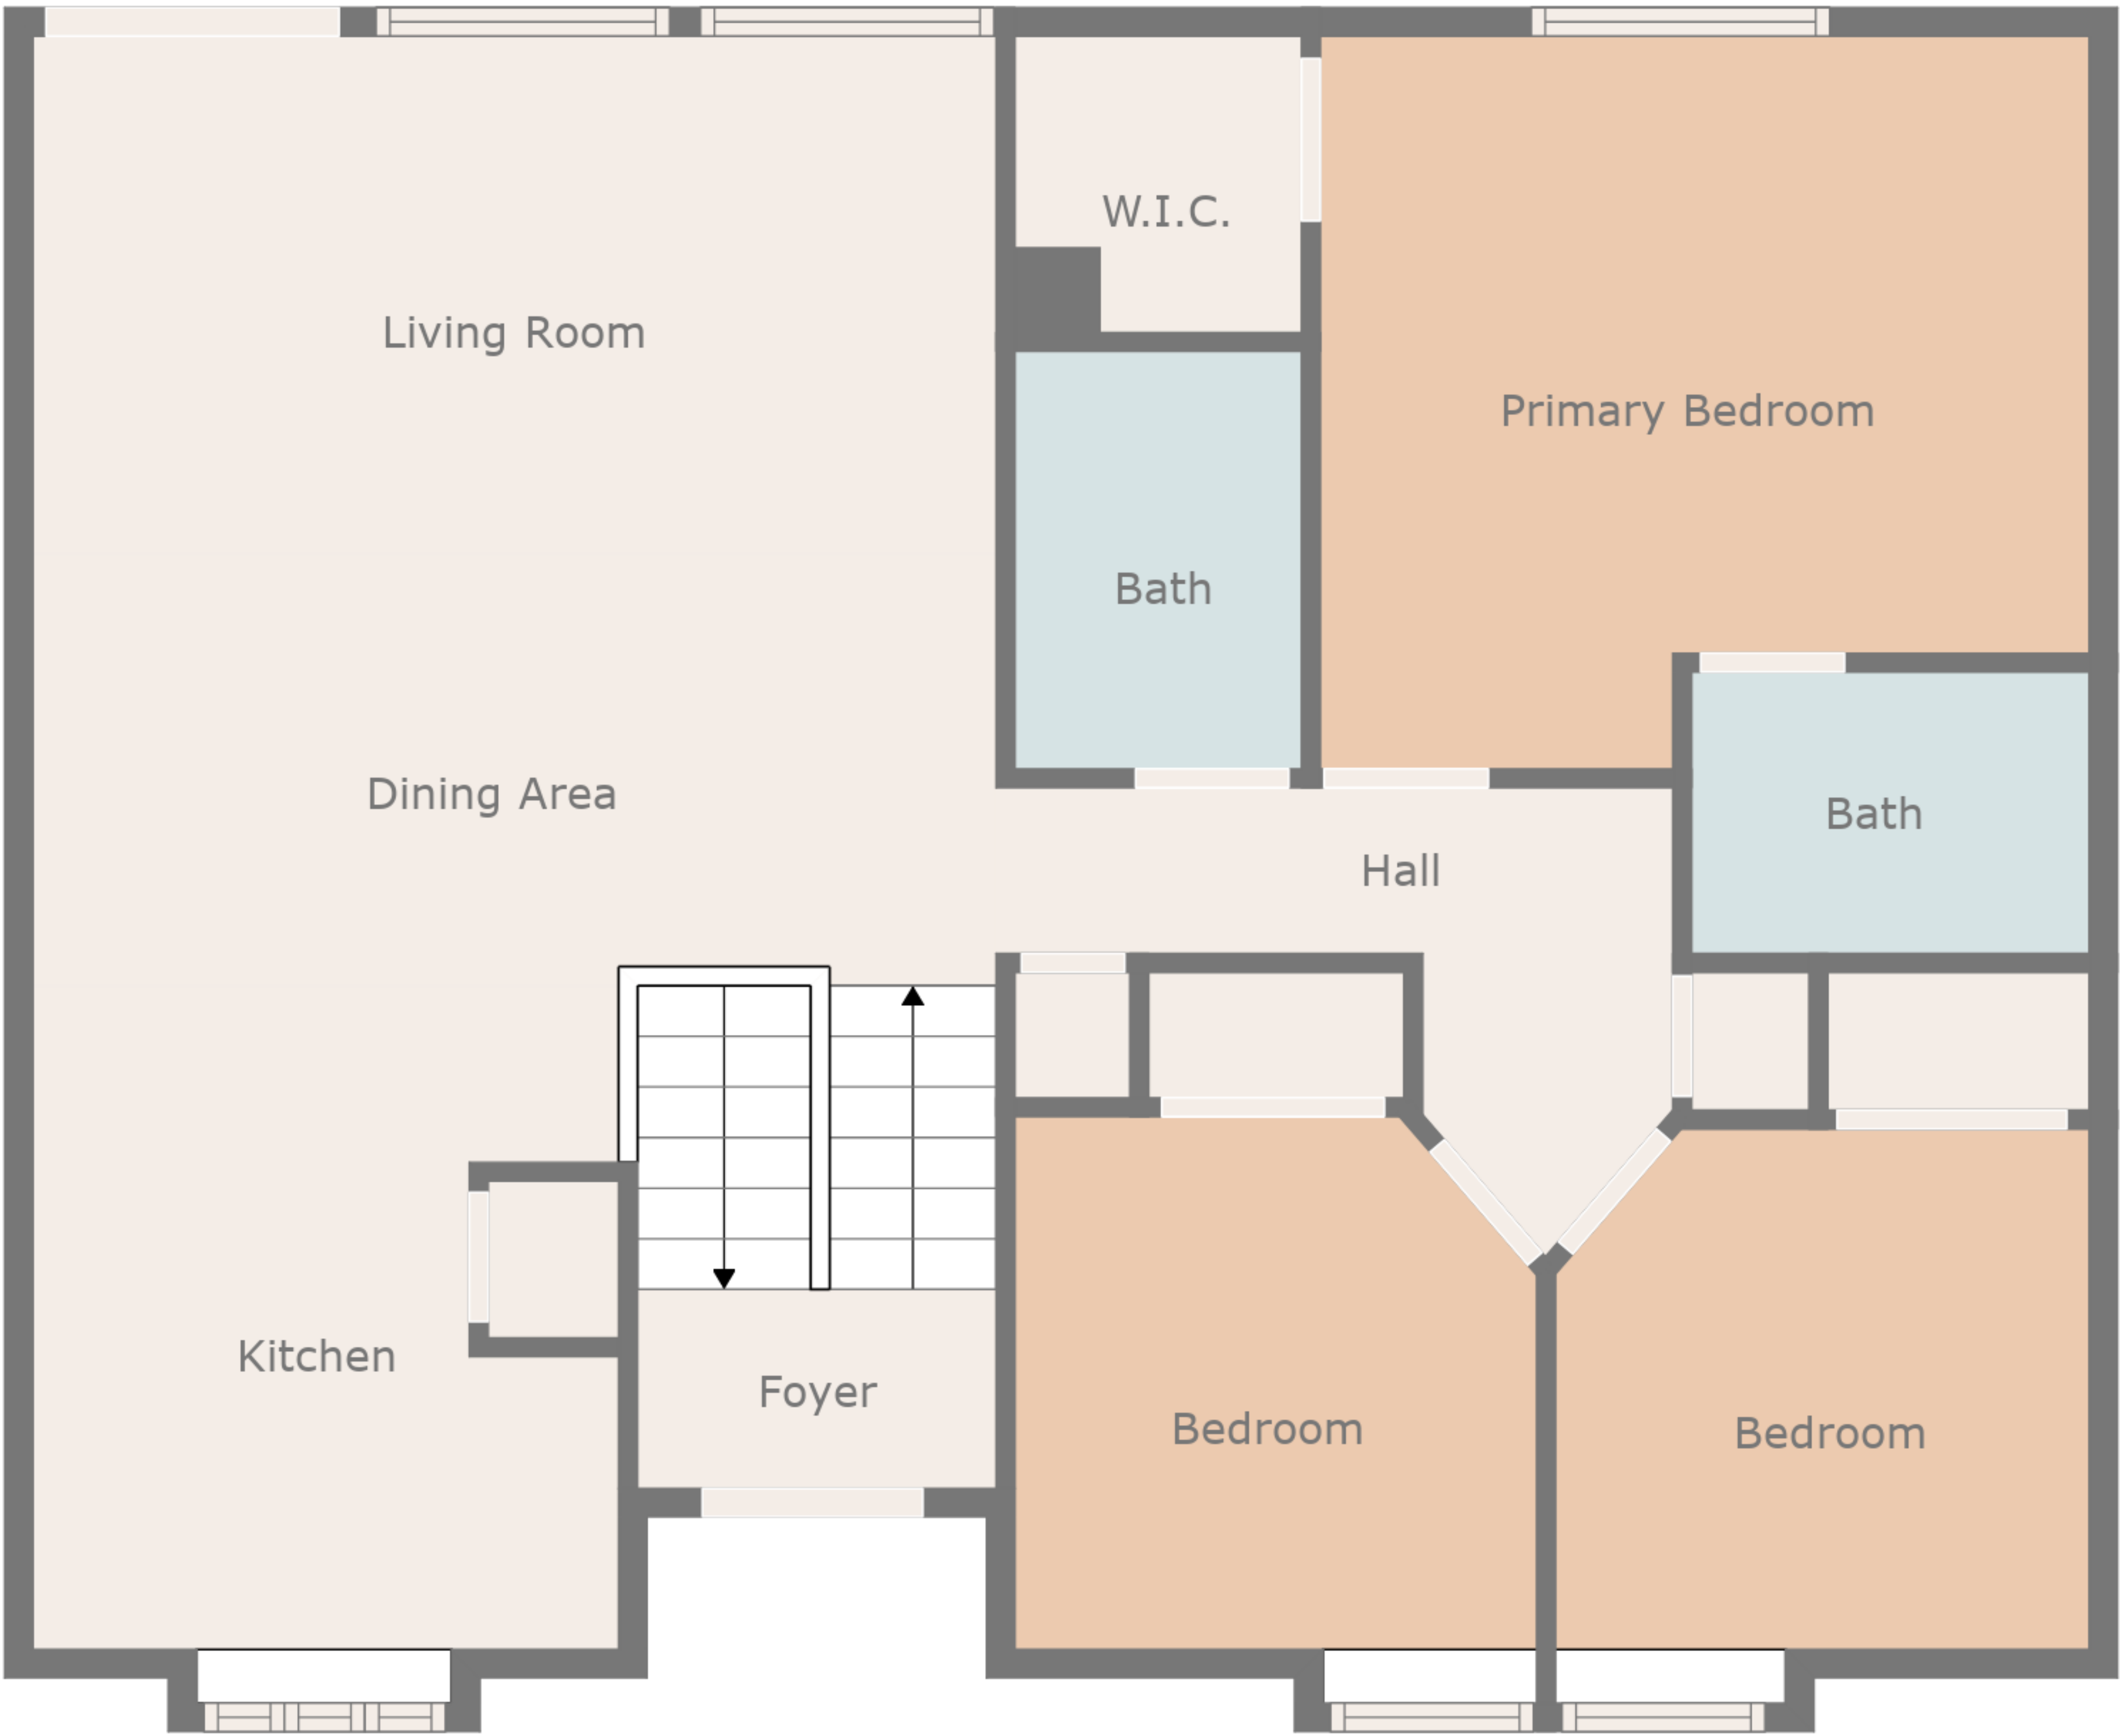 W.I.C.
Living Room
Primary Bedroom
Bath
Dining Area
Bath
Hall
Kitchen
Foyer
Bedroom
Bedroom